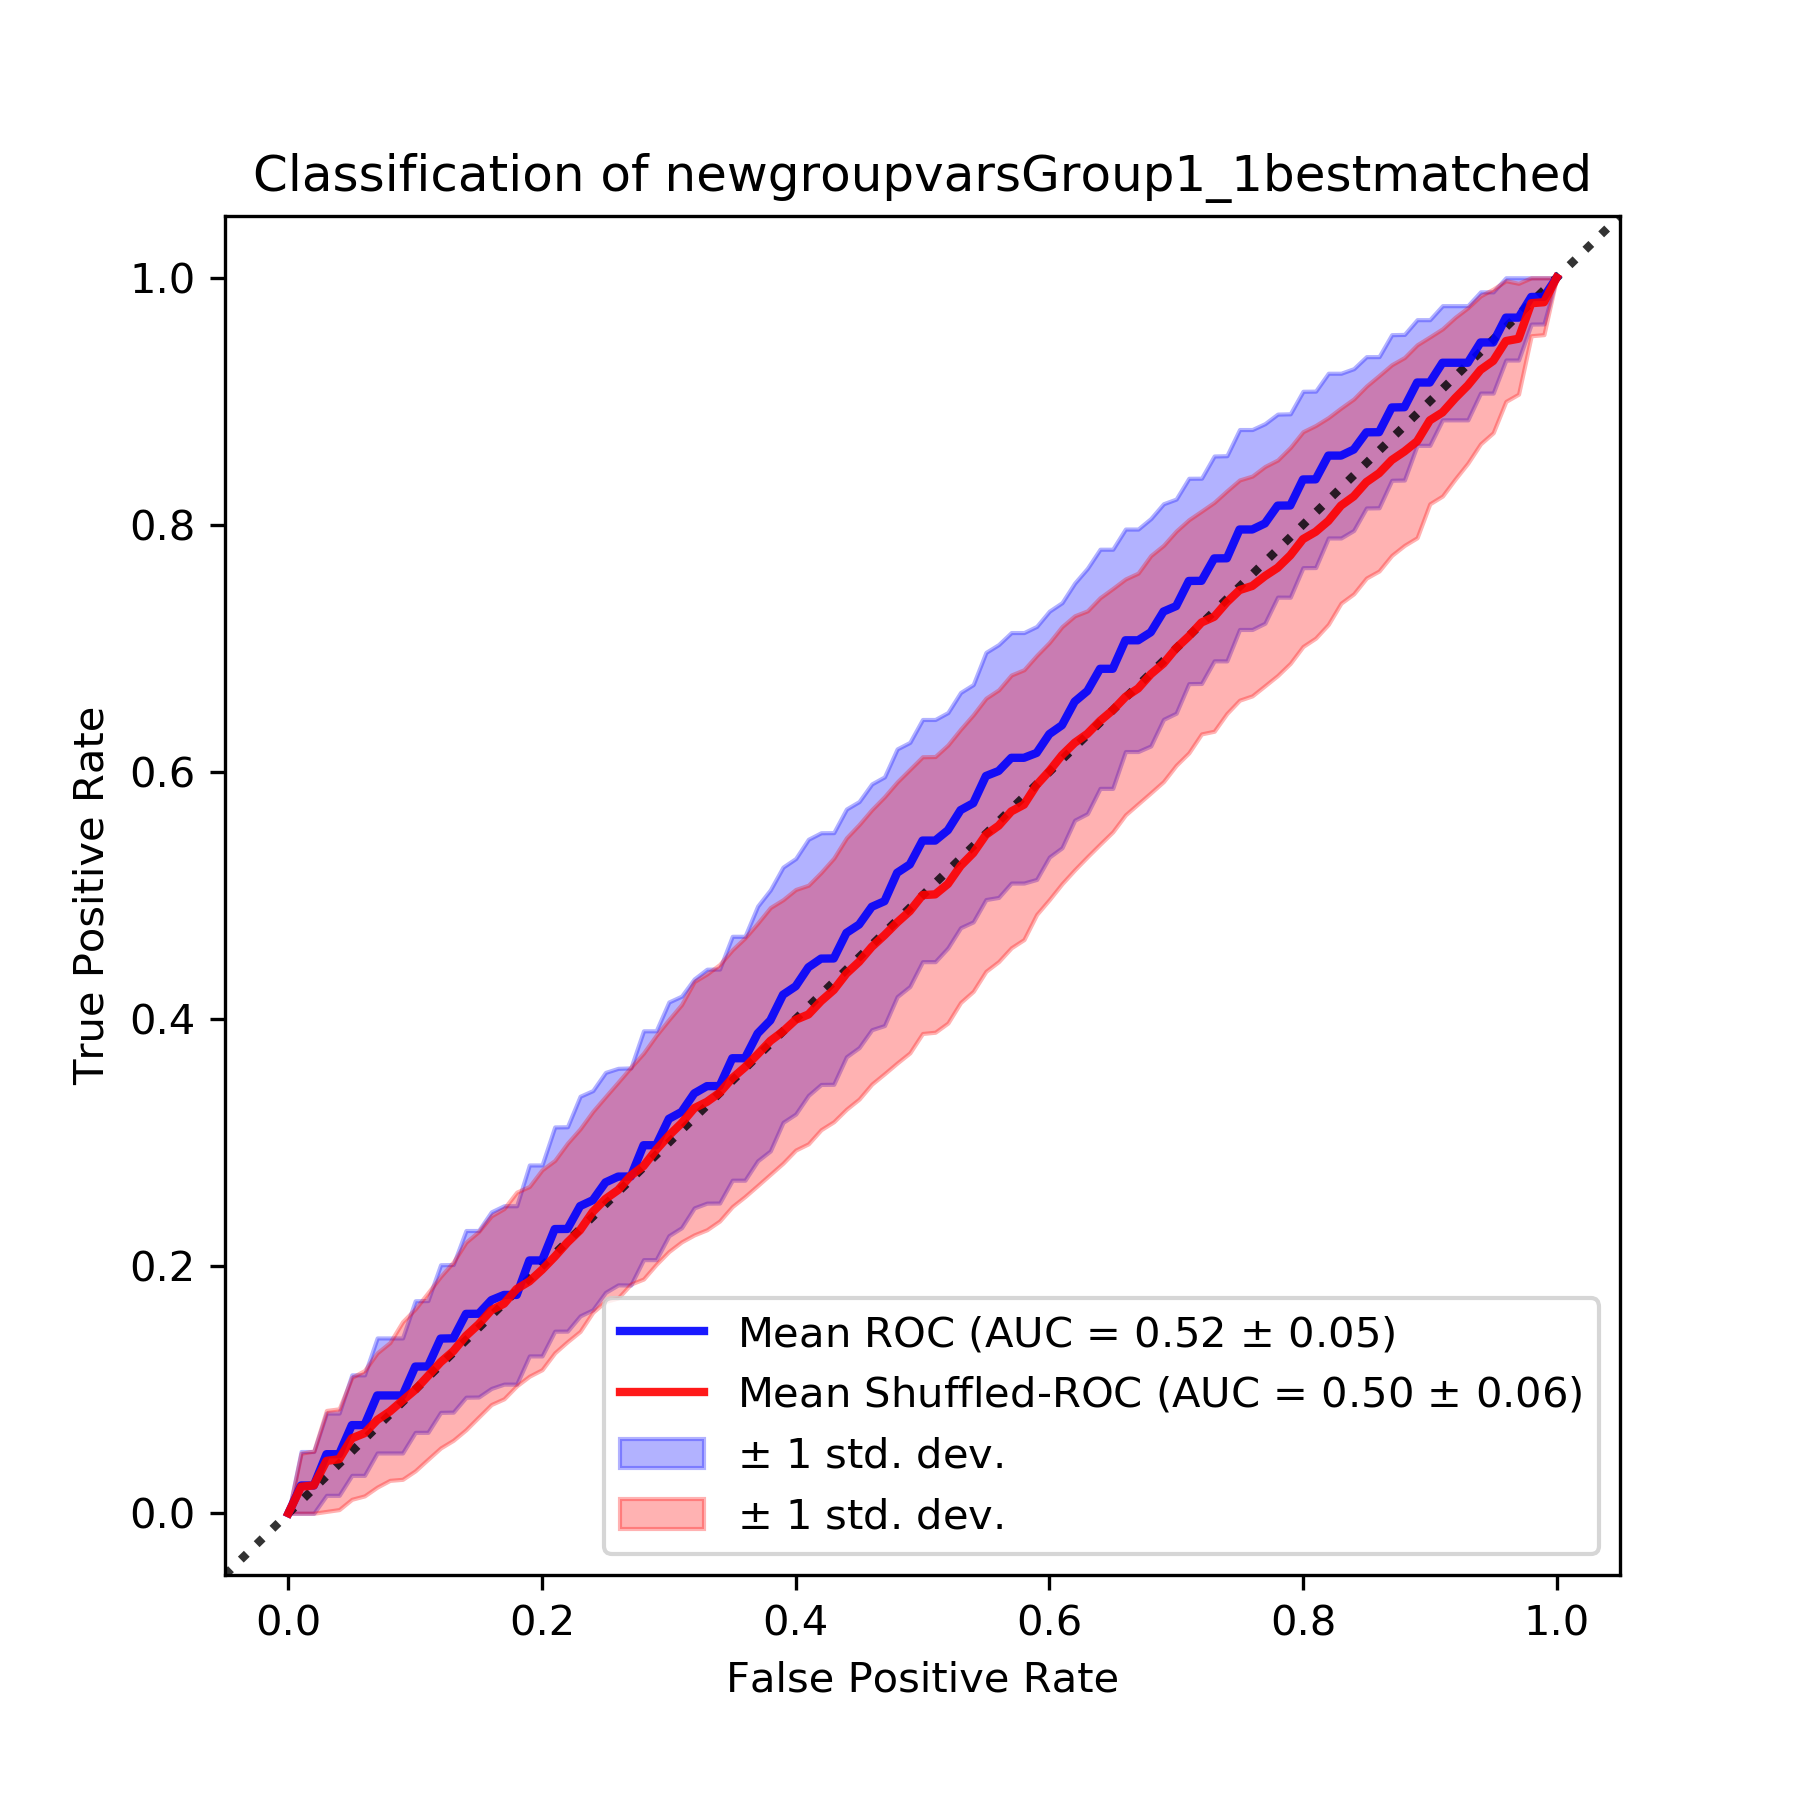 Classification of newgroupvarsGroup1_1bestmatched
1.0
0.8
0.6
0.4
0.2
0.0
True Positive Rate
Mean ROC (AUC = 0.52 ± 0.05)
Mean Shuffled-ROC (AUC = 0.50 ± 0.06)
± 1 std. dev.
± 1 std. dev.
0.0 0.2 0.4 0.6 0.8 1.0
False Positive Rate